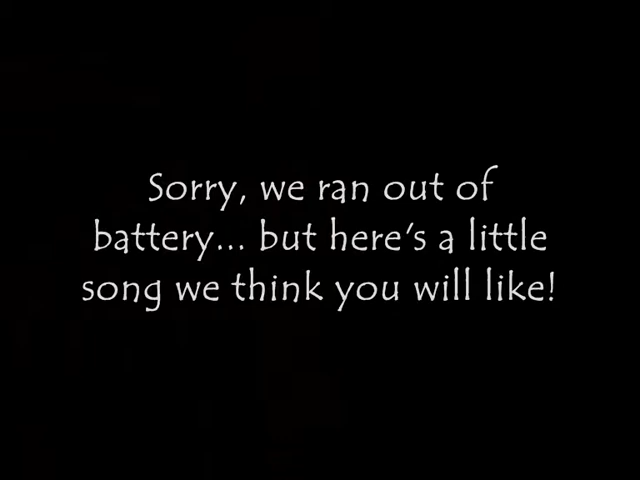 Sorry, we ran out of
battery... but here's a little
song we think you will like!